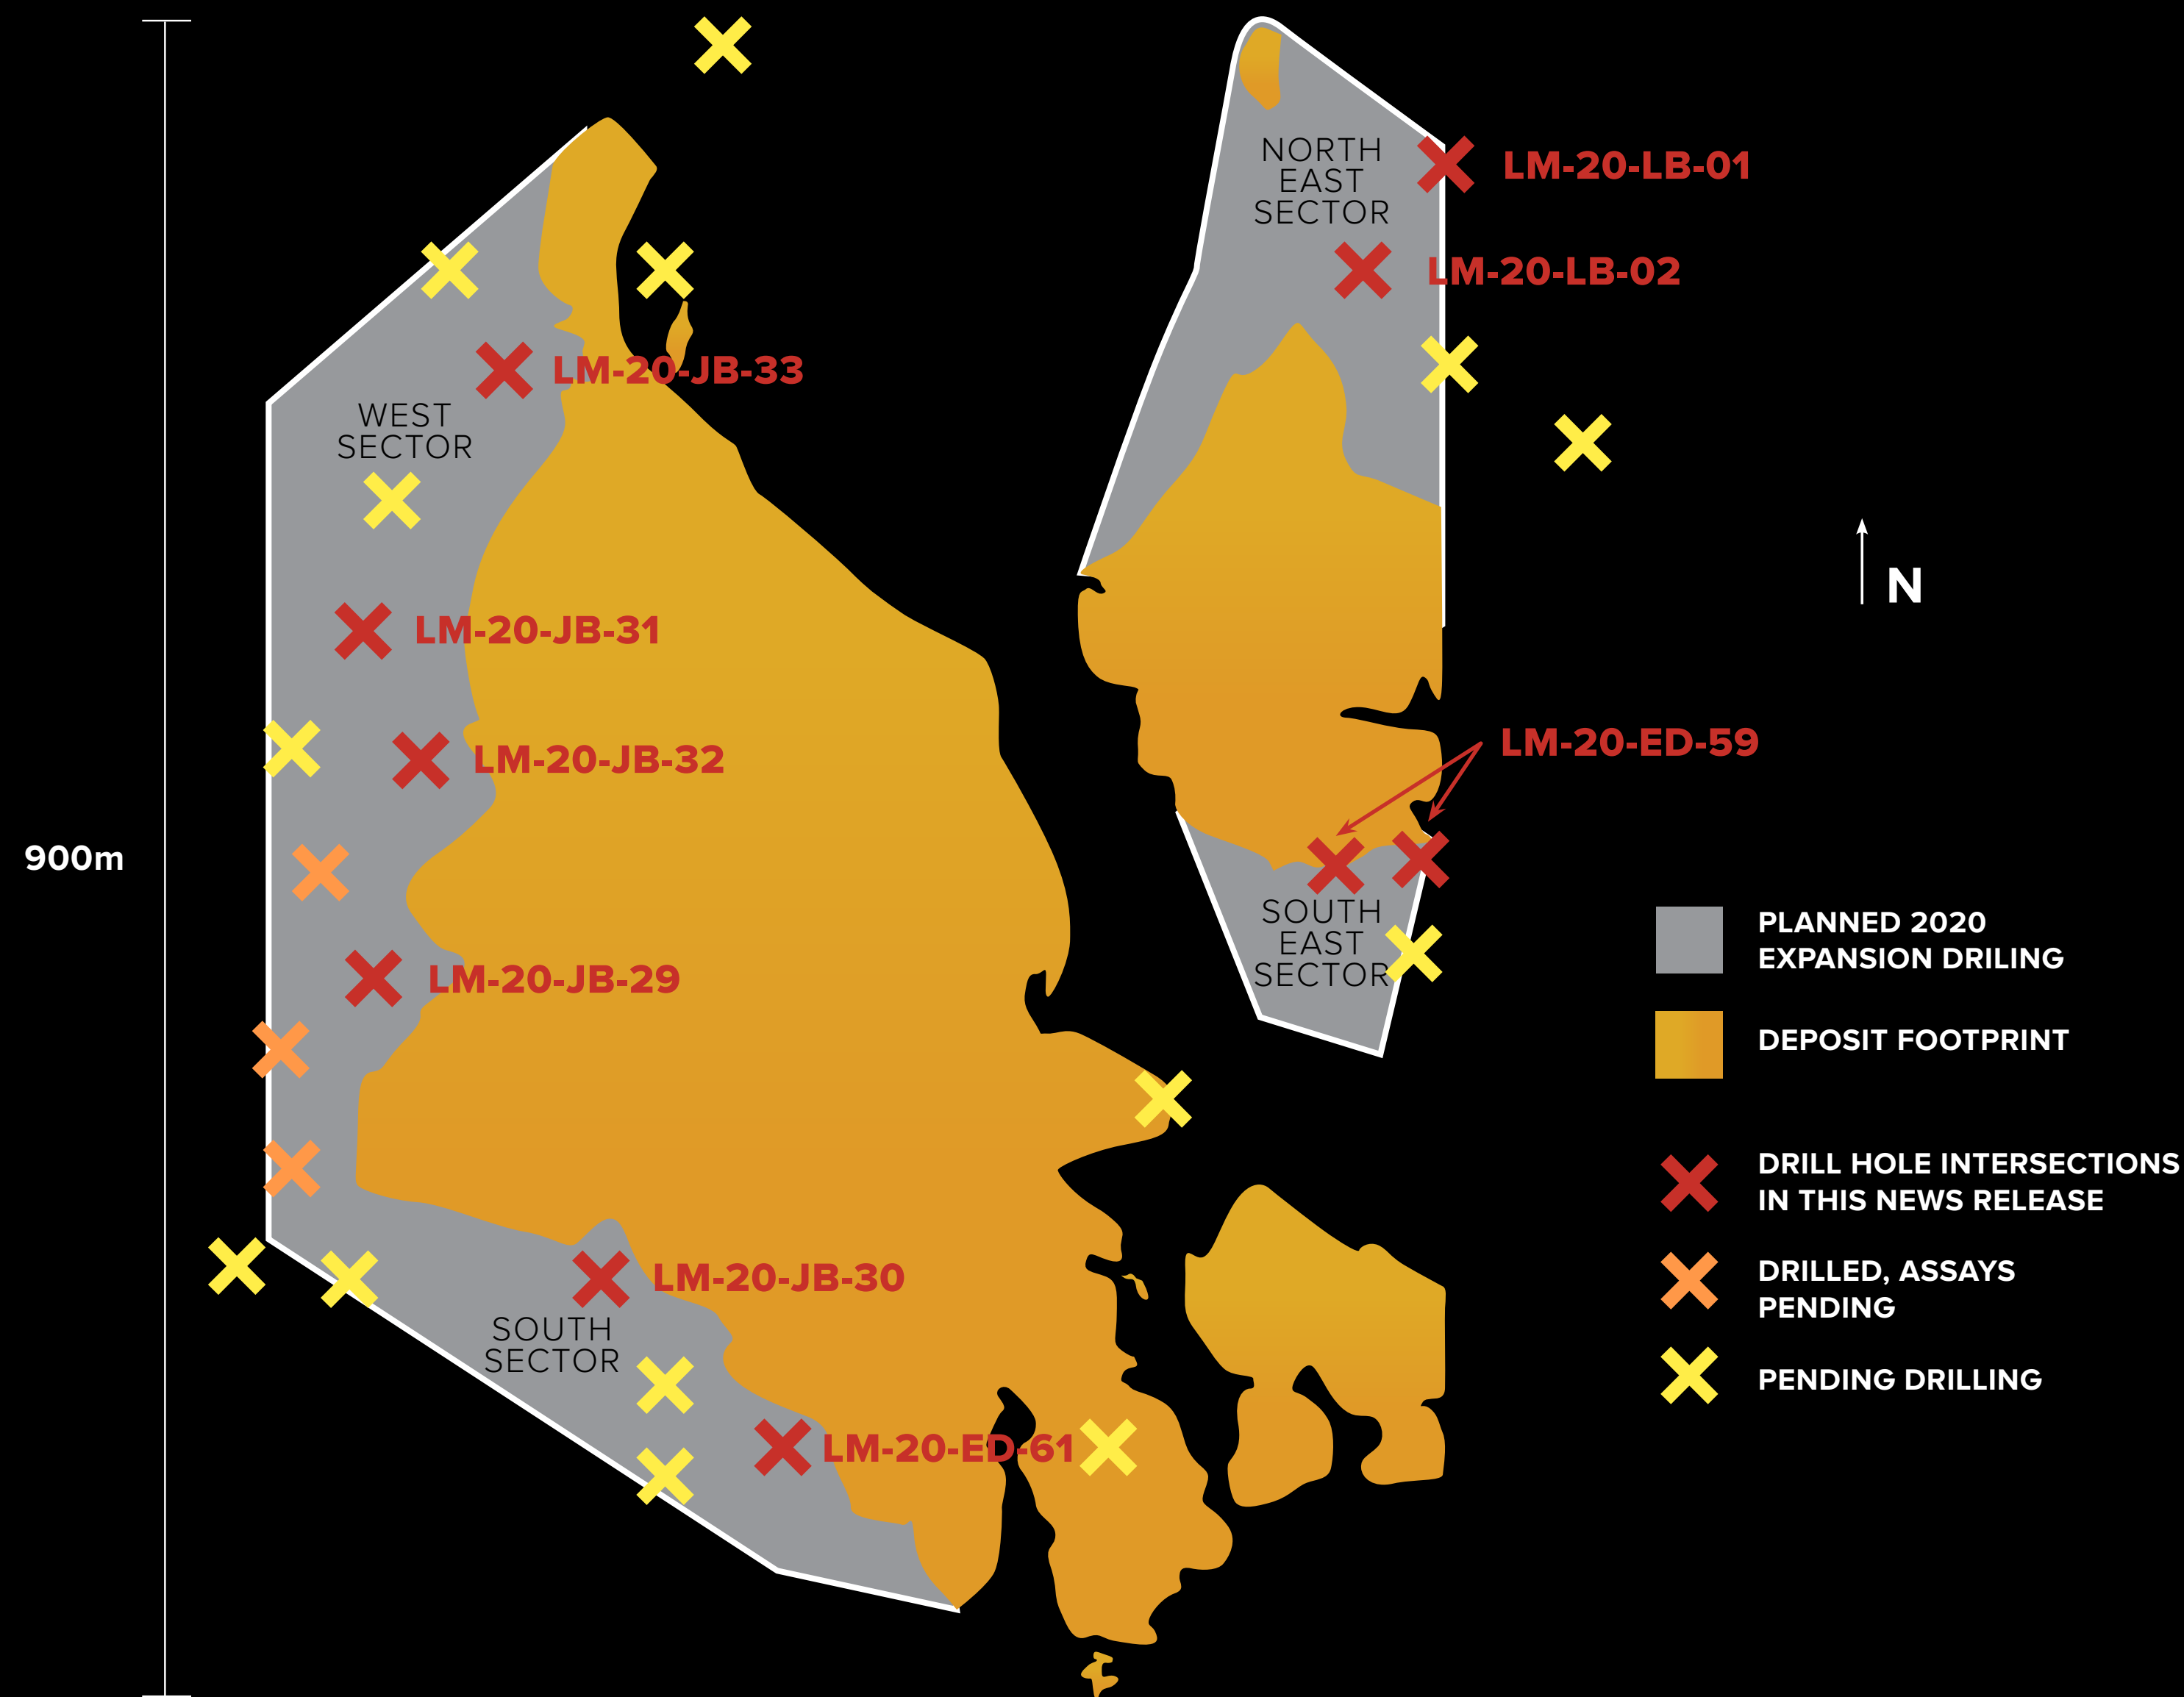 NORTH
EAST
SECTOR
LM-20-LB-01
LM-20-LB-02
LM-20-JB-33
WEST
SECTOR
N
LM-20-JB-31
LM-20-ED-59
LM-20-JB-32
900m
SOUTH
EAST
SECTOR
LM-20-JB-29
LM-20-JB-30
SOUTH
SECTOR
LM-20-ED-61
PLANNED 2020
EXPANSION DRILING
DEPOSIT FOOTPRINT
DRILL HOLE INTERSECTIONS
IN THIS NEWS RELEASE
DRILLED, ASSAYS
PENDING
PENDING DRILLING